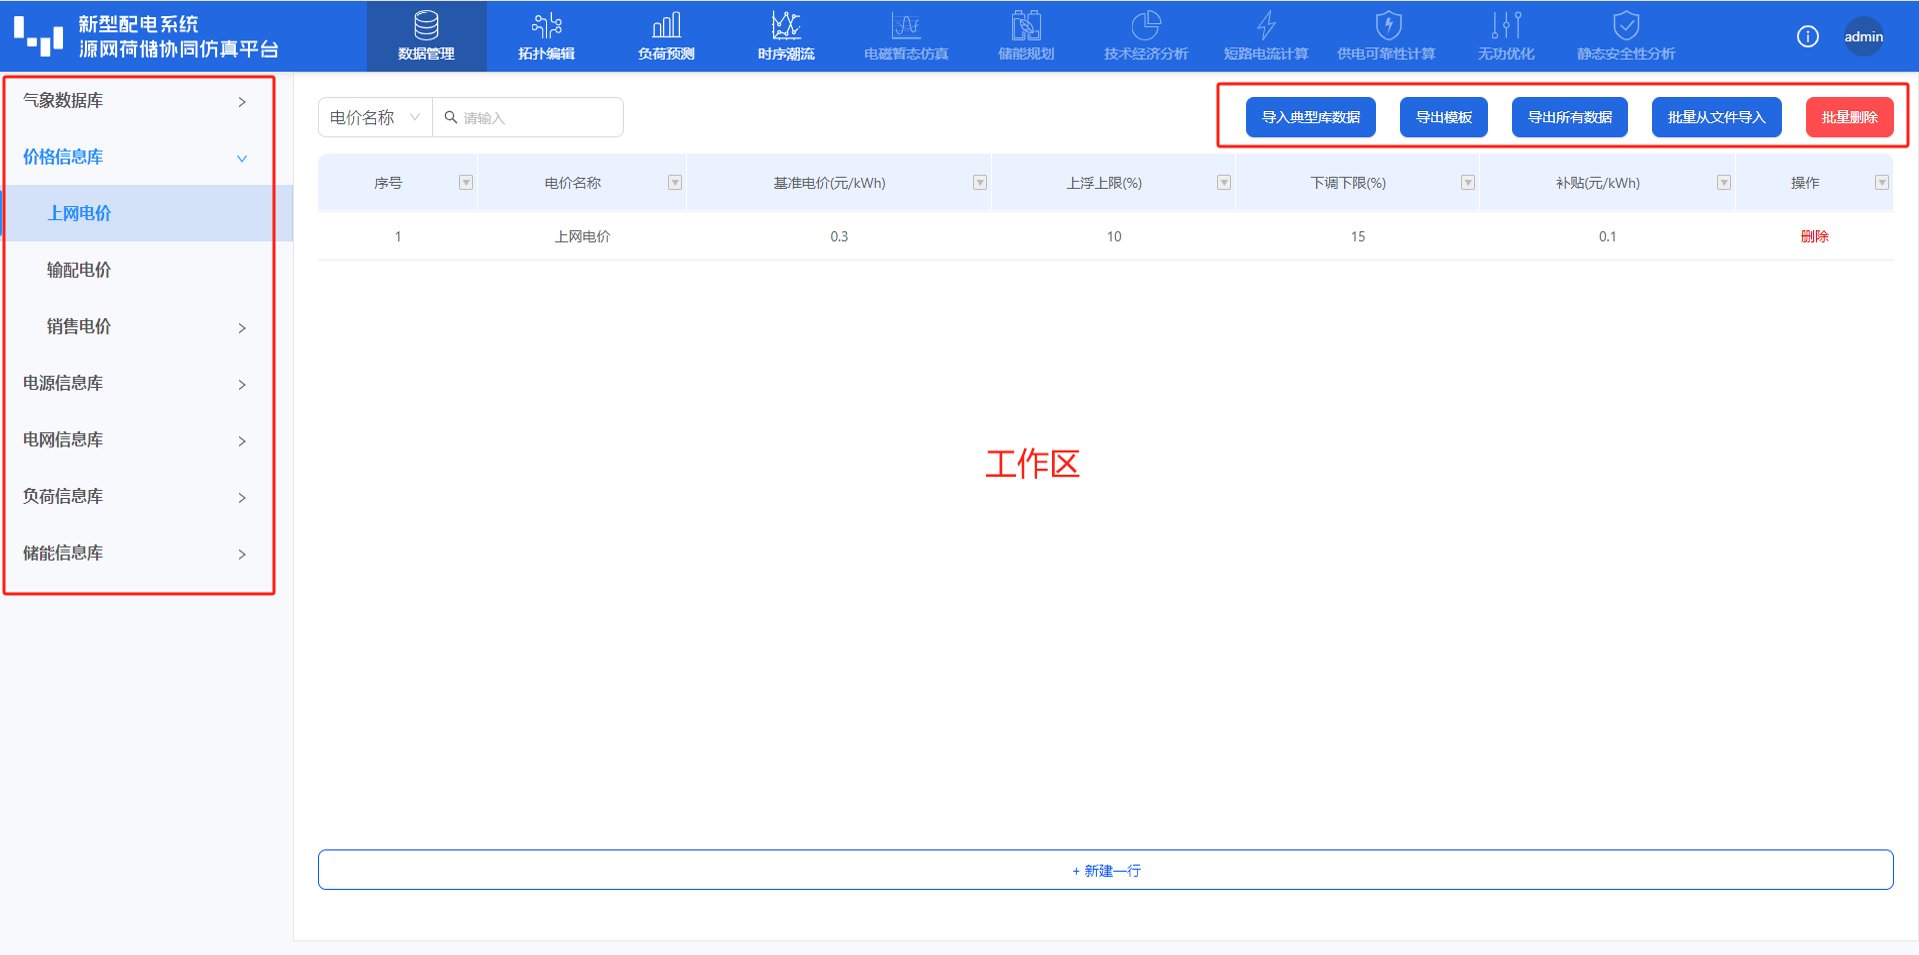 新型配电系统
源网荷储协同仿真平台
数据管理
拓扑编辑
负荷预测
时序潮流
电磁暂态仿真
储能规划
技术经济分析
短路电流计算
供电可靠性计算
无功优化
静态安全性分析
admin
气象数据库
价格信息库
上网电价
输配电价
销售电价
电源信息库
电网信息库
负荷信息库
储能信息库
电价名称 请输入
导入典型库数据 导出模板 导出所有数据 批量从文件导入 批量删除
序号 电价名称 基准电价(元/kWh) 上浮上限(%) 下调下限(%) 补贴(元/kWh) 操作
1 上网电价 0.3 10 15 0.1 删除
工作区
+ 新建一行